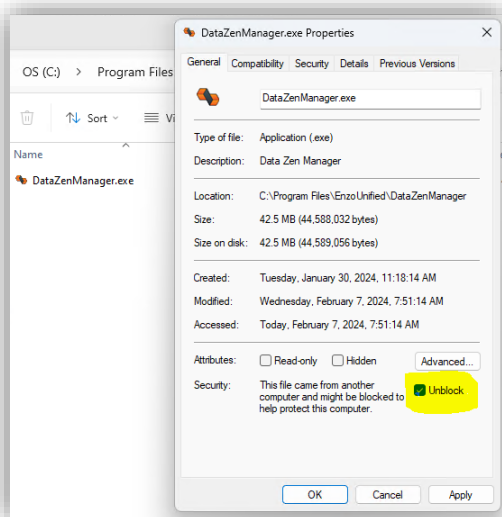 DataZenManager.exe Properties
General Compatibility Security Details Previous Versions
OS (C:) > Program Files
Sort
Name
DataZenManager.exe
DataZenManager.exe
Type of file: Application (.exe)
Description: Data Zen Manager
Location: C:\Program Files\EnzoUnified\DataZenManager
Size: 42.5 MB (44,588,032 bytes)
Size on disk: 42.5 MB (44,589,056 bytes)
Created: Tuesday, January 30, 2024, 11:18:14 AM
Modified: Wednesday, February 7, 2024, 7:51:14 AM
Accessed: Today, February 7, 2024, 7:51:14 AM
Attributes: Read-only Hidden Advanced...
Security: This file came from another
computer and might be blocked to
help protect this computer.
Unblock
OK Cancel Apply